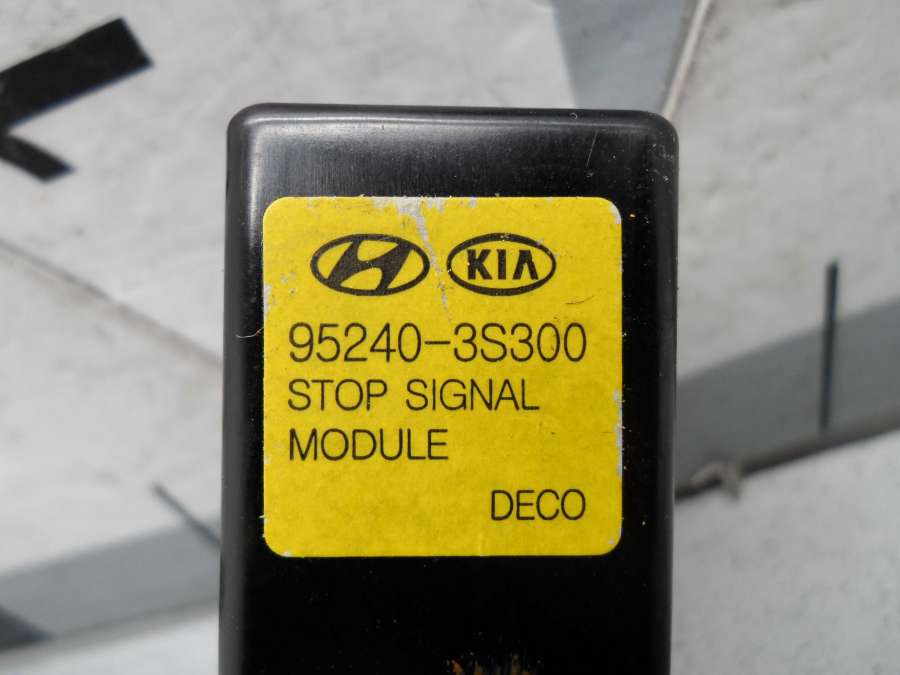 KIA
95240-3S300
STOP SIGNAL
MODULE
DECO